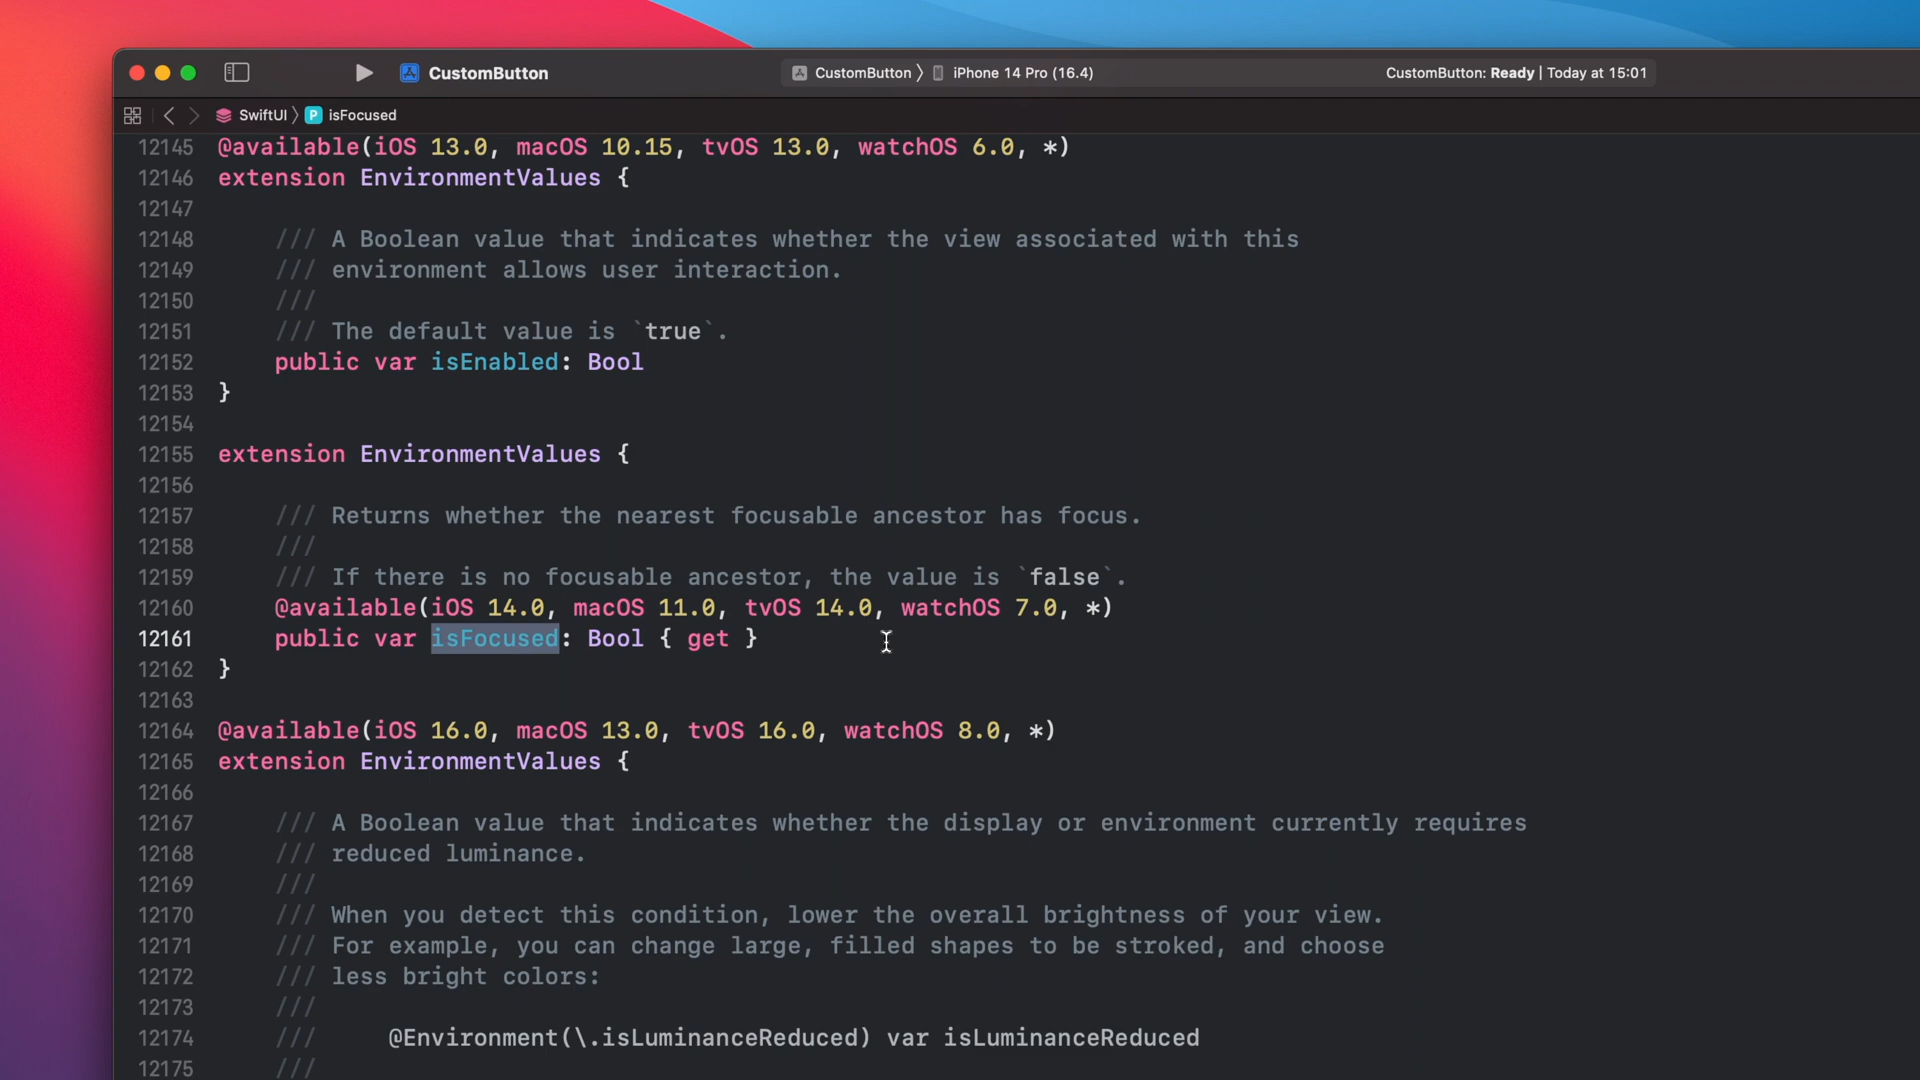 CustomButton
CustomButton 〉 iPhone 14 Pro (16.4)
CustomButton: Ready | Today at 15:01
SwiftUI 〉 P isFocused
12145 @available(iOS 13.0, macOS 10.15, tvOS 13.0, watchOS 6.0, *)
12146 extension EnvironmentValues {
12147
12148 /// A Boolean value that indicates whether the view associated with this
12149 /// environment allows user interaction.
12150 ///
12151 /// The default value is `true`.
12152 public var isEnabled: Bool
12153 }
12154
12155 extension EnvironmentValues {
12156
12157 /// Returns whether the nearest focusable ancestor has focus.
12158 ///
12159 /// If there is no focusable ancestor, the value is `false`.
12160 @available(iOS 14.0, macOS 11.0, tvOS 14.0, watchOS 7.0, *)
12161 public var isFocused: Bool { get }
12162 }
12163
12164 @available(iOS 16.0, macOS 13.0, tvOS 16.0, watchOS 8.0, *)
12165 extension EnvironmentValues {
12166
12167 /// A Boolean value that indicates whether the display or environment currently requires
12168 /// reduced luminance.
12169 ///
12170 /// When you detect this condition, lower the overall brightness of your view.
12171 /// For example, you can change large, filled shapes to be stroked, and choose
12172 /// less bright colors:
12173 ///
12174 /// @Environment(\.isLuminanceReduced) var isLuminanceReduced
12175 ///